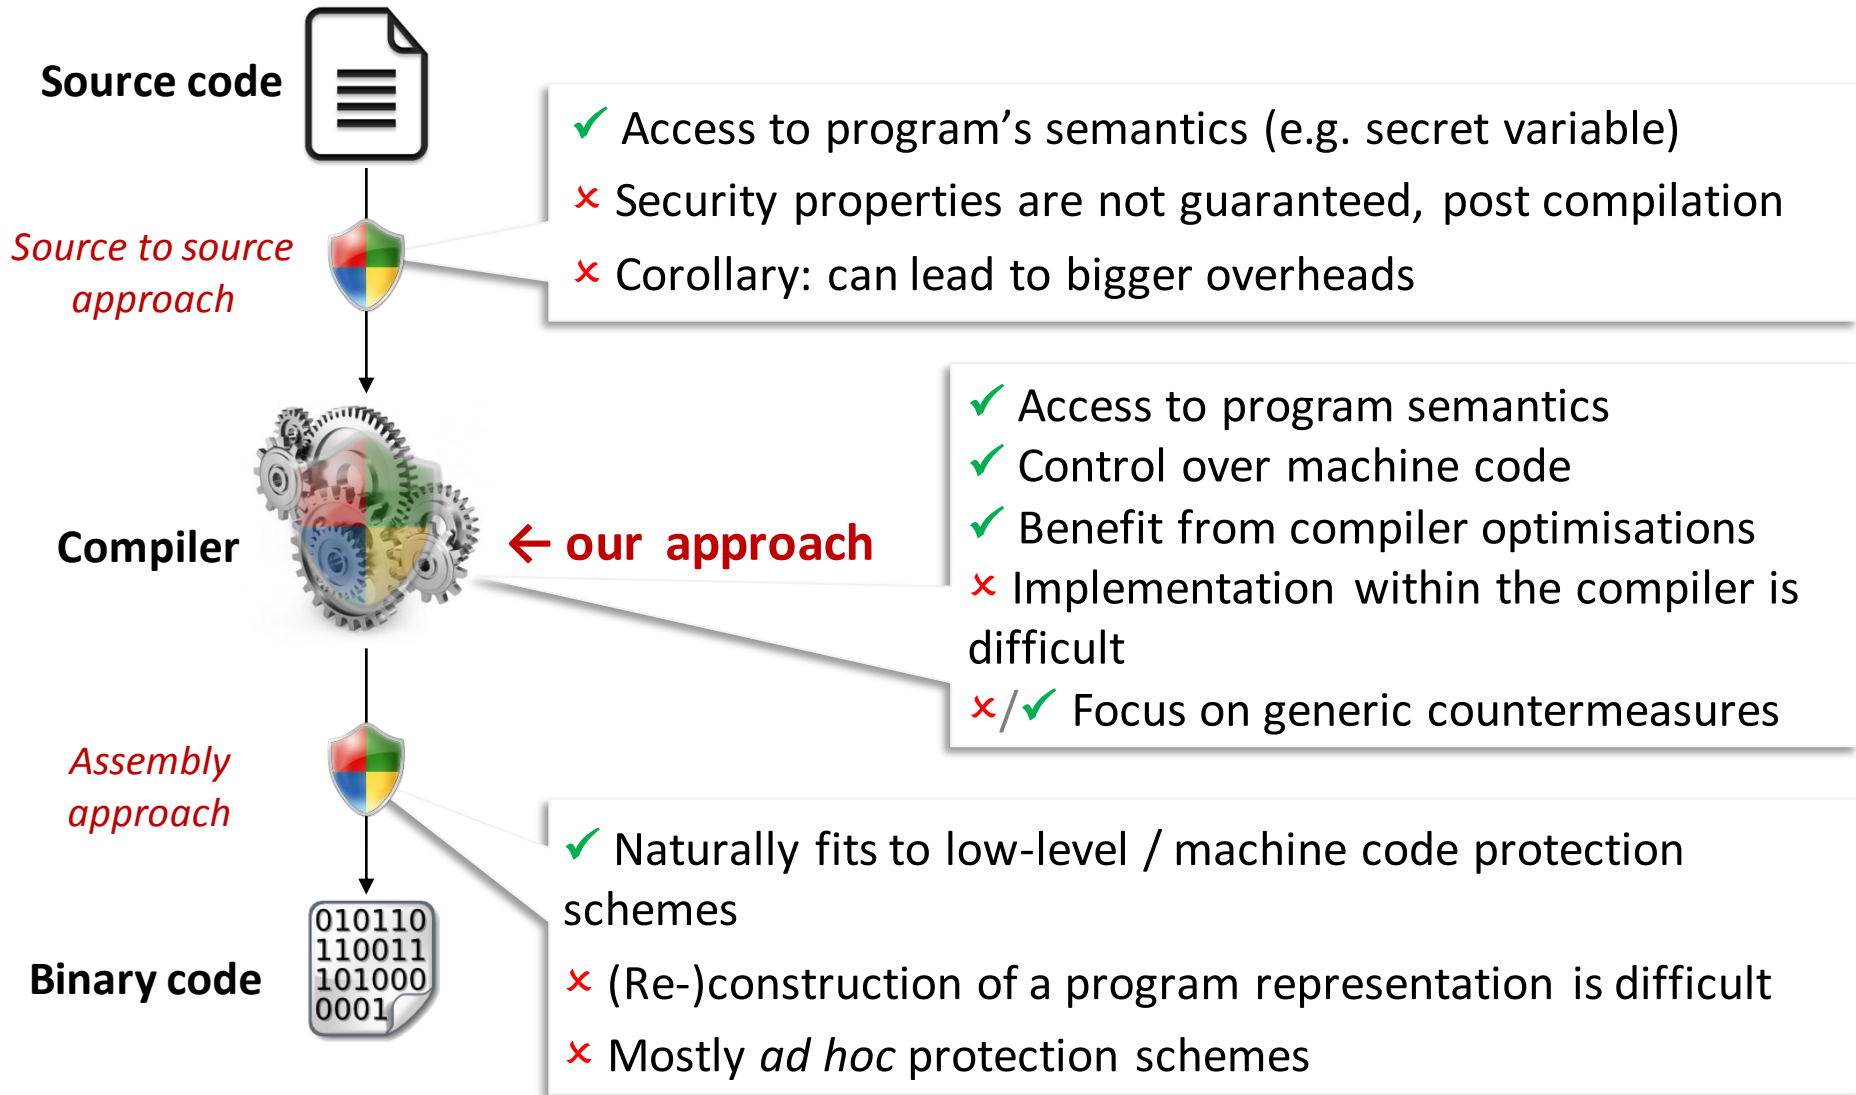 Source code
✓ Access to program's semantics (e.g. secret variable)
✗ Security properties are not guaranteed, post compilation
✗ Corollary: can lead to bigger overheads
Source to source
approach
✓ Access to program semantics
✓ Control over machine code
✓ Benefit from compiler optimisations
✗ Implementation within the compiler is
difficult
✗/✓ Focus on generic countermeasures
Compiler
← our approach
Assembly
approach
✓ Naturally fits to low-level / machine code protection
schemes
✗ (Re-)construction of a program representation is difficult
✗ Mostly ad hoc protection schemes
Binary code
010110
110011
101000
0001